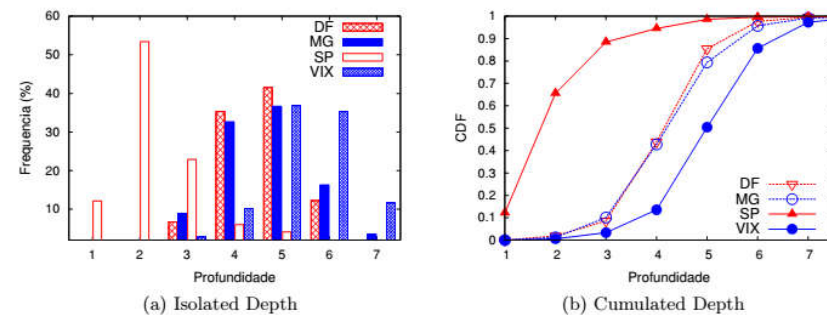 60
50
40
30
20
10
Frequencia (%)
DF
MG
SP
VIX
1 2 3 4 5 6 7
Profundidade
(a) Isolated Depth
1
0.9
0.8
0.7
0.6
0.5
0.4
0.3
0.2
0.1
0
CDF
DF
MG
SP
VIX
1 2 3 4 5 6 7
Profundidade
(b) Cumulated Depth